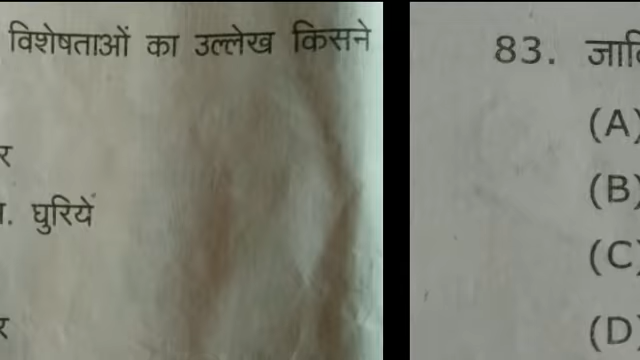 विशेषताओं का उल्लेख किसने
र
. घुरियें
र
83. जाति
(A)
(B)
(C)
(D)